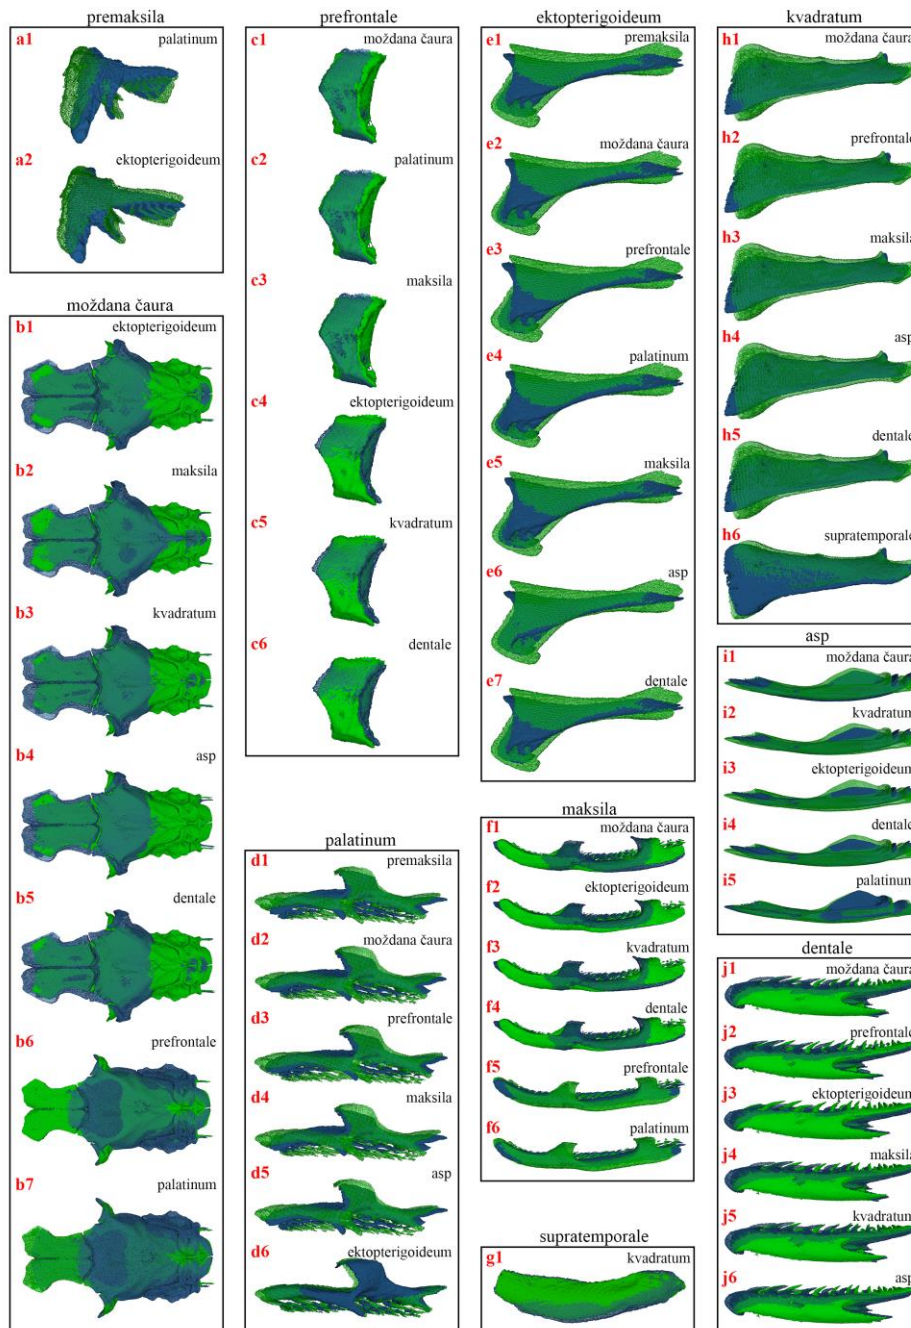 premaksila
a1
palatinum
a2
ektopterigoideum
moždana čaura
b1
ektopterigoideum
b2
maksila
b3
kvadratum
b4
asp
b5
dentale
b6
prefrontale
b7
palatinum
prefrontale
c1
moždana čaura
c2
palatinum
c3
maksila
c4
ektopterigoideum
c5
kvadratum
c6
dentale
palatinum
d1
premaksila
d2
moždana čaura
d3
prefrontale
d4
maksila
d5
asp
d6
ektopterigoideum
ektopterigoideum
e1
premaksila
e2
moždana čaura
e3
prefrontale
e4
palatinum
e5
maksila
e6
asp
e7
dentale
maksila
f1
moždana čaura
f2
ektopterigoideum
f3
kvadratum
f4
dentale
f5
prefrontale
f6
palatinum
supratemporale
g1
kvadratum
kvadratum
h1
moždana čaura
h2
prefrontale
h3
maksila
h4
asp
h5
dentale
h6
supratemporale
asp
i1
moždana čaura
i2
kvadratum
i3
ektopterigoideum
i4
dentale
i5
palatinum
dentale
j1
moždana čaura
j2
prefrontale
j3
ektopterigoideum
j4
maksila
j5
kvadratum
j6
asp